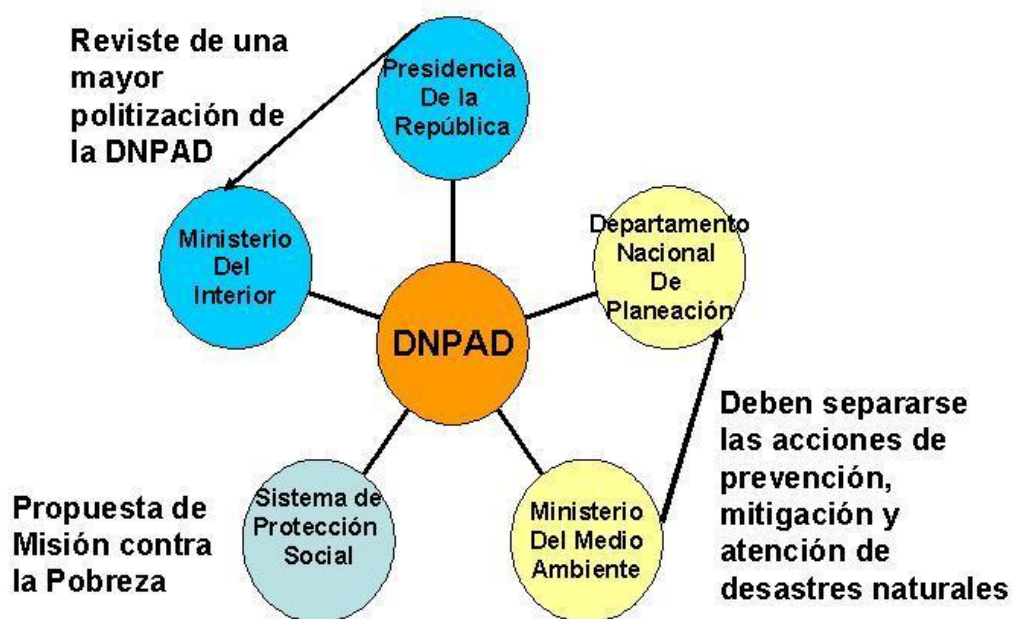 Reviste de una
mayor
politización de
la DNPAD
Presidencia
De la
República
Ministerio
Del
Interior
Departamento
Nacional
De
Planeación
DNPAD
Deben separarse
las acciones de
prevención,
mitigación y
atención de
desastres naturales
Propuesta de
Misión contra
la Pobreza
Sistema de
Protección
Social
Ministerio
Del Medio
Ambiente